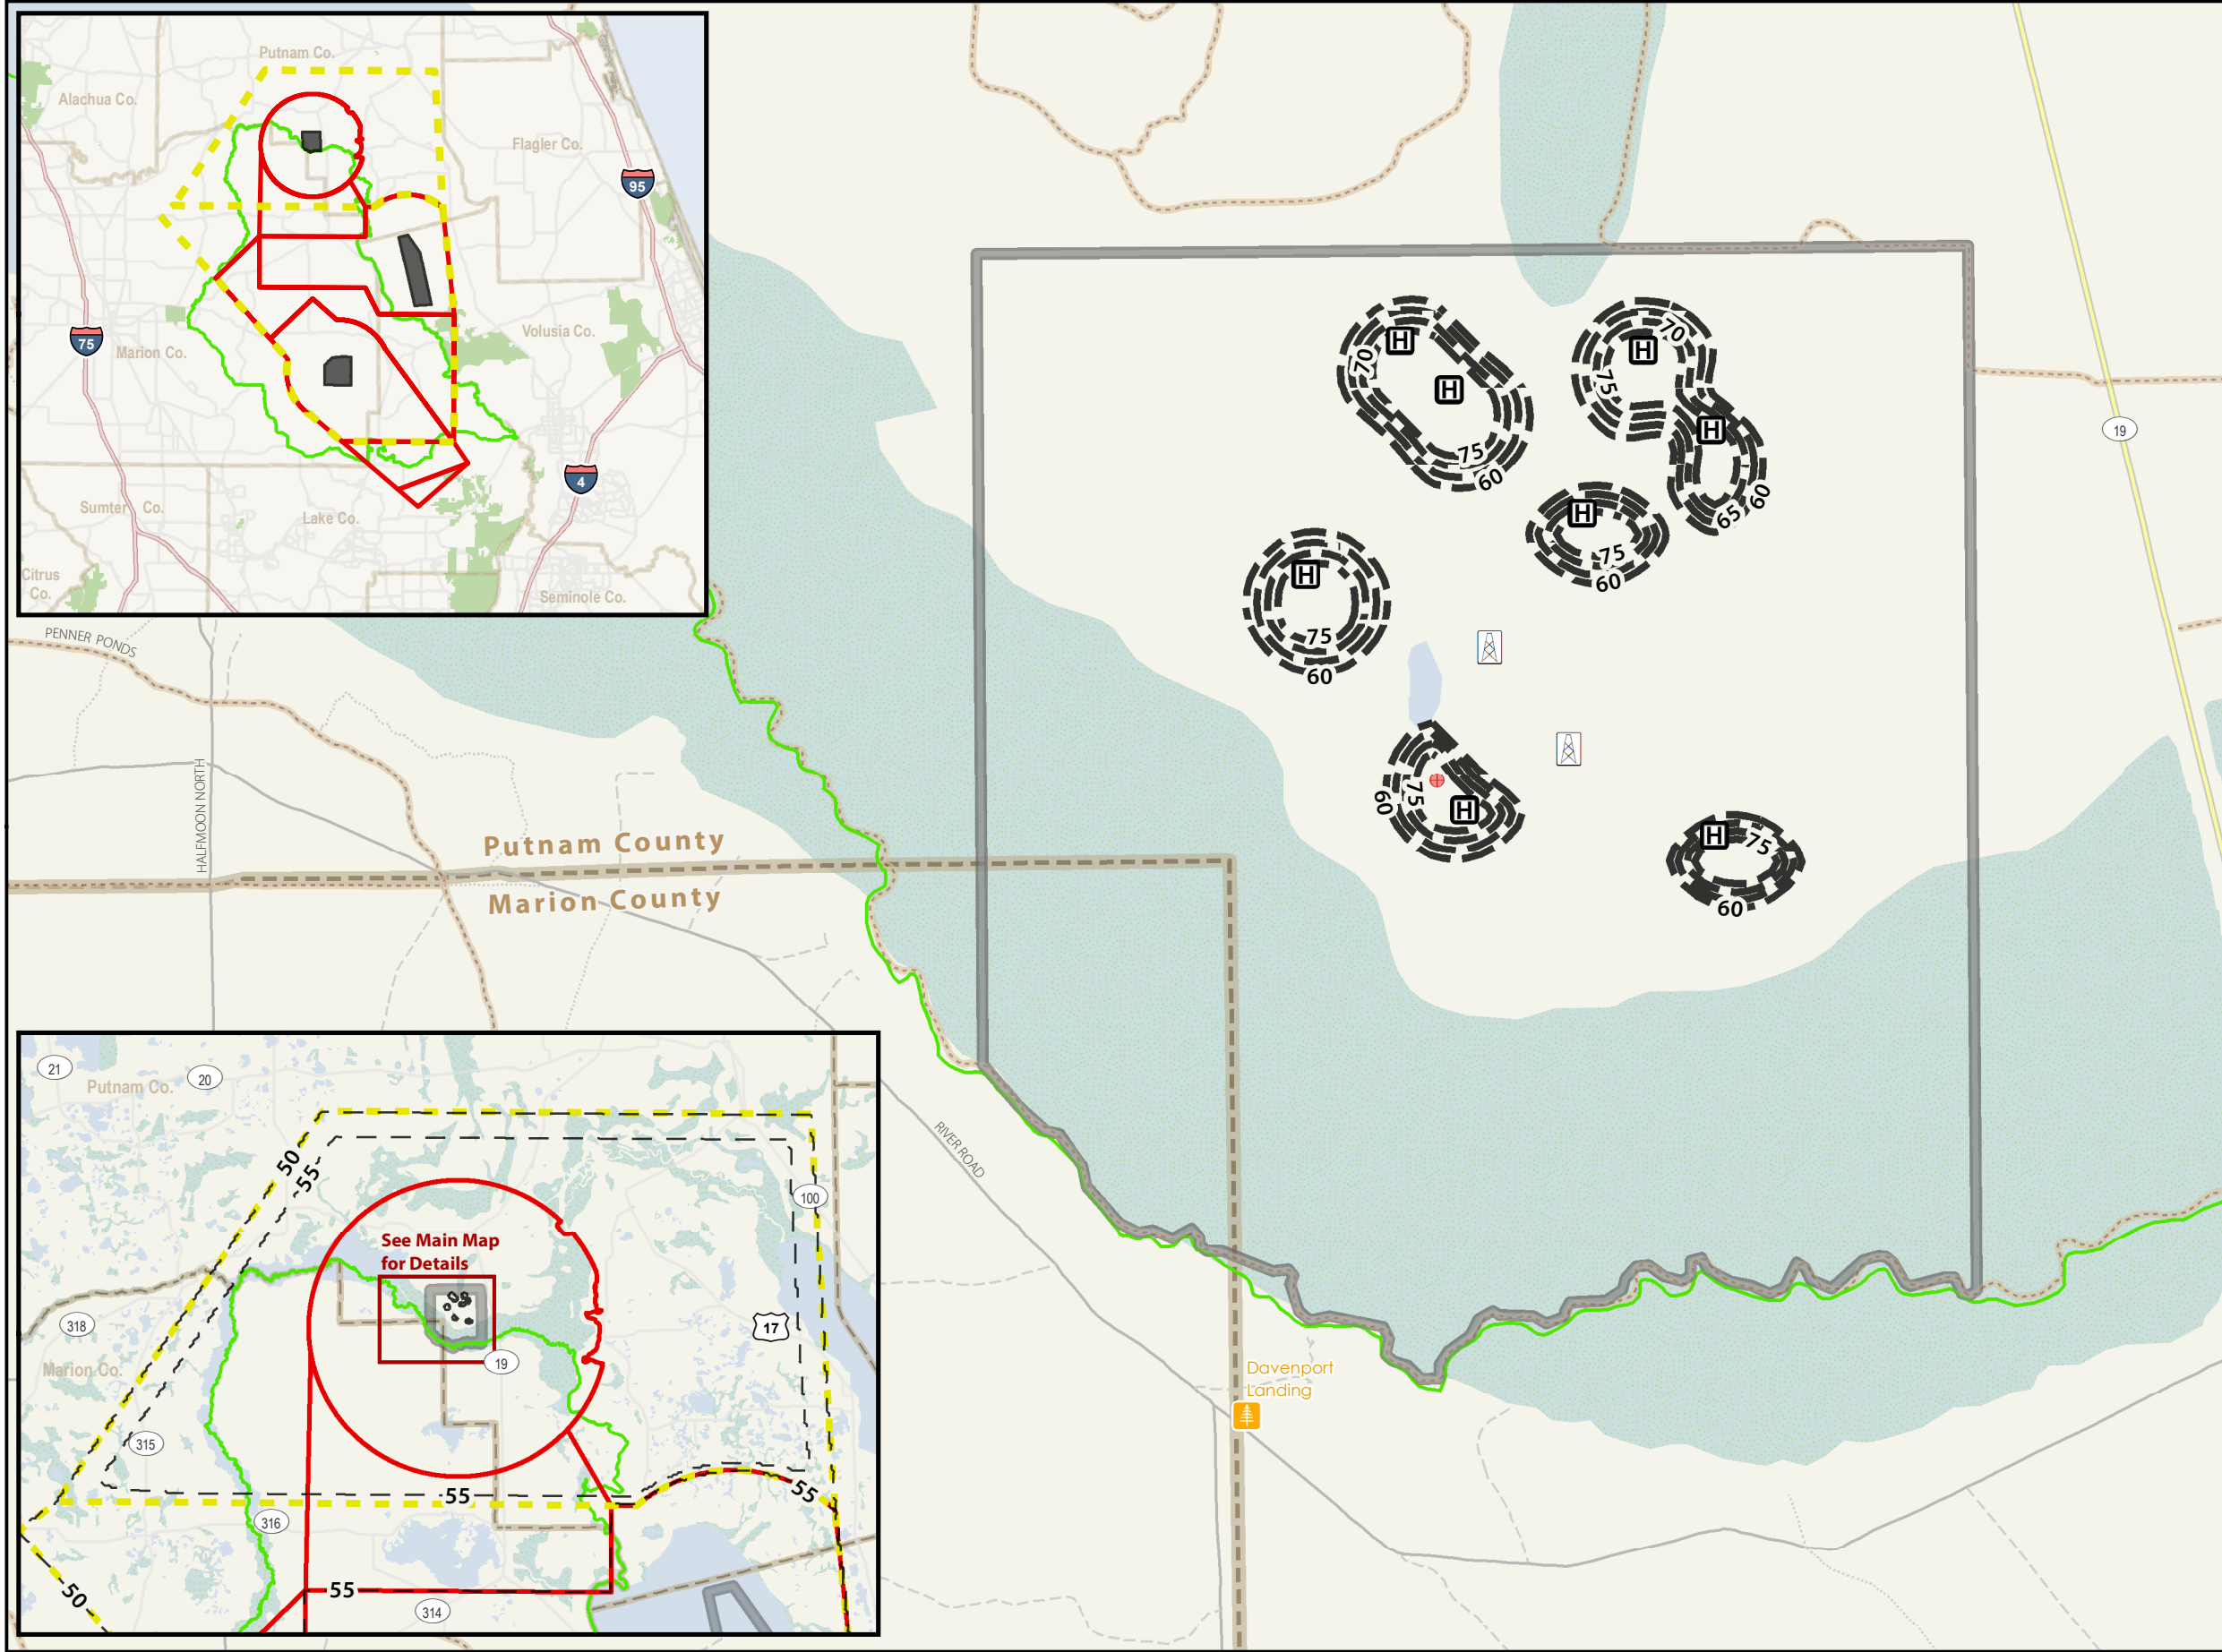 Putnam Co.
Alachua Co.
Flagler Co.
95
75
Marion Co.
Volusia Co.
4
Sumter Co.
Lake Co.
Citrus
Co.
Seminole Co.
PENNER PONDS
HALFMOON NORTH
Putnam County
Marion County
H
70
H
75
60
H
70
75
H
65
60
H
75
60
H
75
60
19
60
75
H
H
75
60
RIVER ROAD
Davenport
Landing
21
Putnam Co.
20
50
55
100
See Main Map
for Details
318
17
19
Marion Co.
315
55
55
316
50
55
314